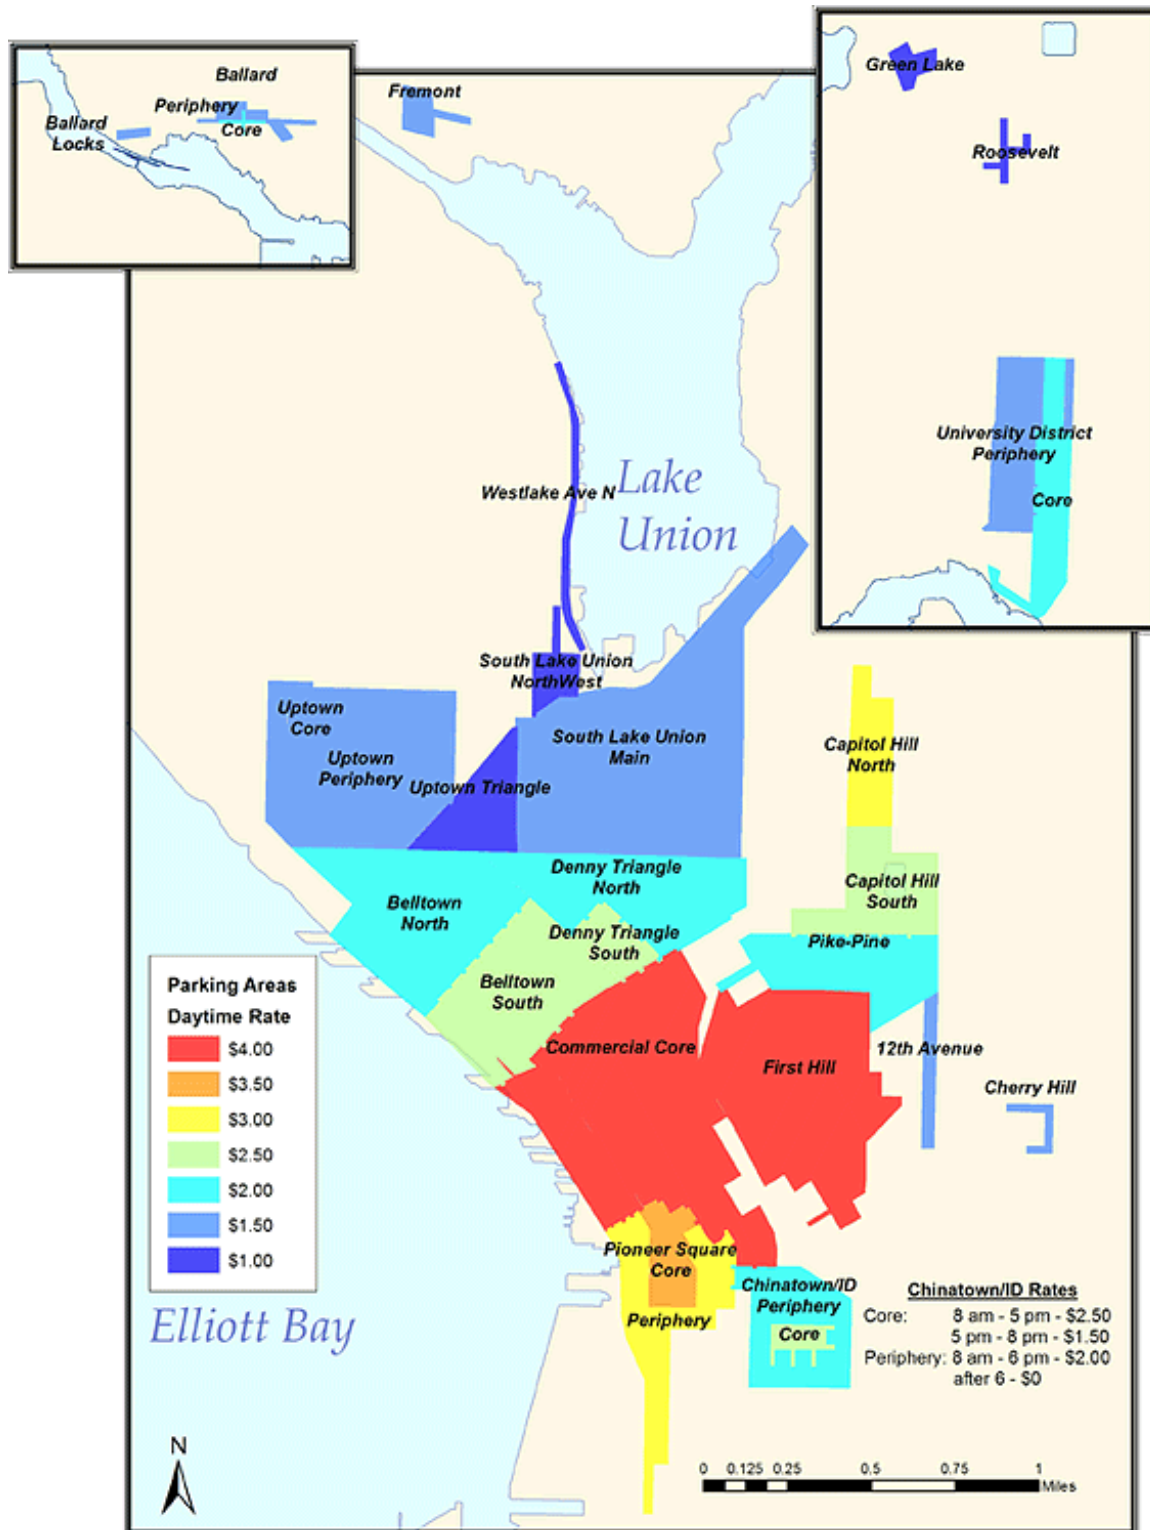 Ballard
Periphery
Core
Ballard
Locks
Fremont
Green Lake
Roosevelt
University District
Periphery
Core
Lake
Union
Westlake Ave N
South Lake Union
NorthWest
Uptown
Core
Uptown
Periphery
Uptown Triangle
South Lake Union
Main
Capitol Hill
North
Capitol Hill
South
Denny Triangle
North
Belltown
North
Denny Triangle
South
Belltown
South
Pike-Pine
Commercial Core
First Hill
12th Avenue
Cherry Hill
Parking Areas
Daytime Rate
$4.00
$3.50
$3.00
$2.50
$2.00
$1.50
$1.00
Elliott Bay
Pioneer Square
Core
Periphery
Chinatown/ID
Periphery
Core
Chinatown/ID Rates
Core: 8 am - 5 pm - $2.50
5 pm - 8 pm - $1.50
Periphery: 8 am - 6 pm - $2.00
after 6 - $0
N
0 0.125 0.25 0.5 0.75 1
Miles